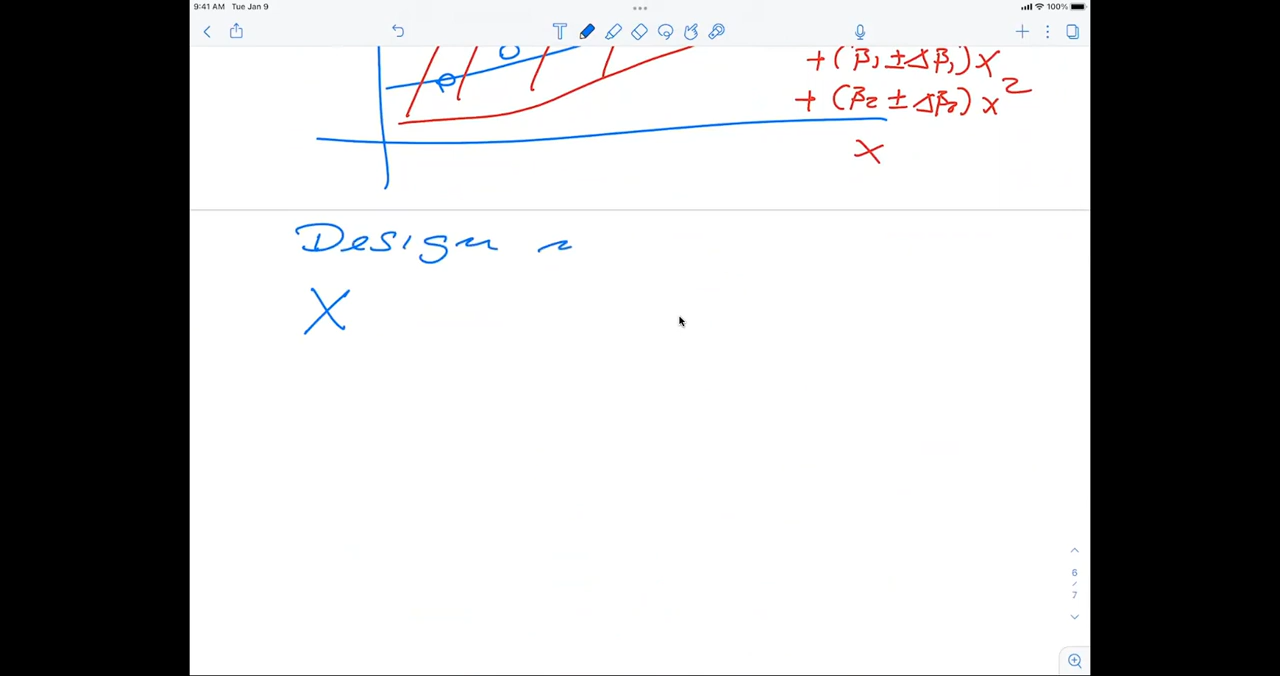 9:41 AM Tue Jan 9
100%
T
+(β₁ ± Δβ₁)x
+ (β₂ ± Δβ₂)x²
x
Design
X
6
/
7